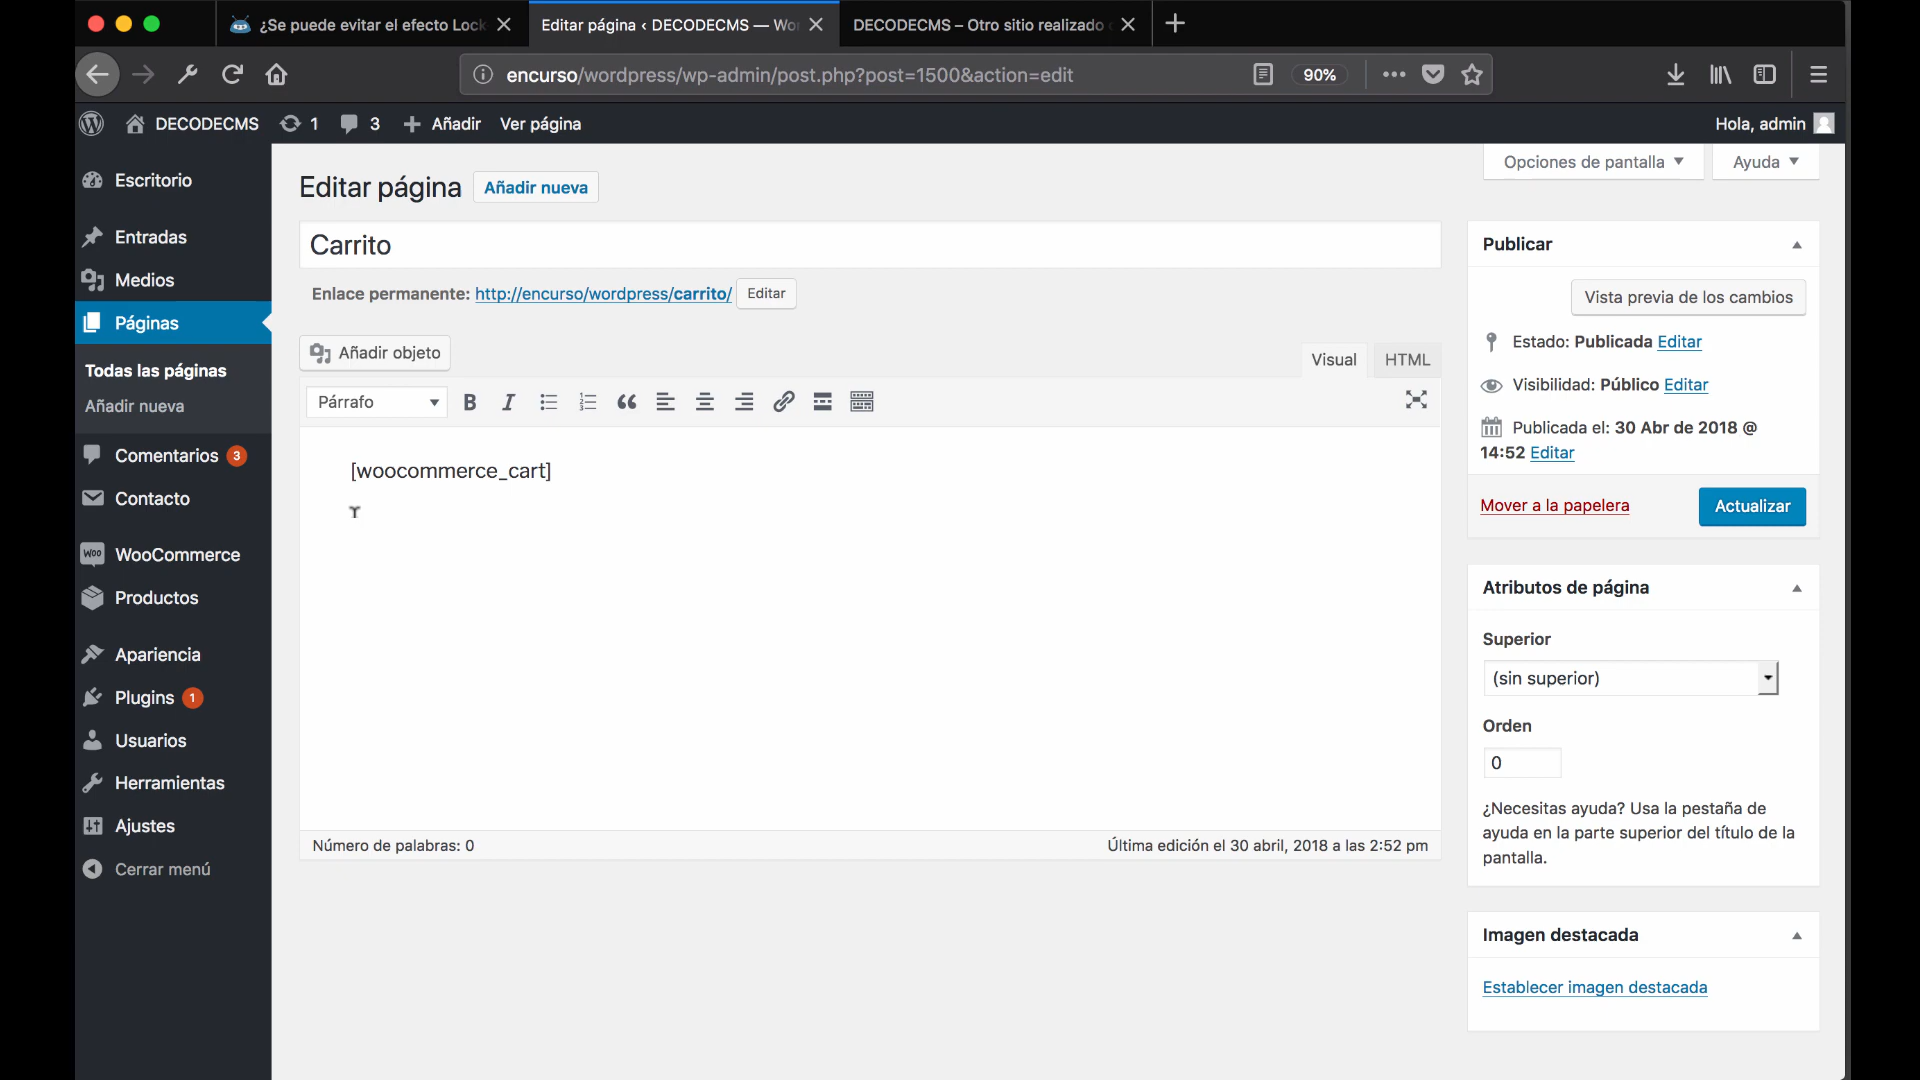 ¿Se puede evitar el efecto Lock
Editar página ‹ DECODECMS — Wo
DECODECMS – Otro sitio realizado
encurso/wordpress/wp-admin/post.php?post=1500&action=edit
90%
DECODECMS
1
3
Añadir
Ver página
Hola, admin
Escritorio
Entradas
Medios
Páginas
Todas las páginas
Añadir nueva
Comentarios 3
Contacto
WOO WooCommerce
Productos
Apariencia
Plugins 1
Usuarios
Herramientas
Ajustes
Cerrar menú
Opciones de pantalla
Ayuda
Editar página
Añadir nueva
Carrito
Enlace permanente: http://encurso/wordpress/carrito/ Editar
Añadir objeto
Visual
HTML
Párrafo
[woocommerce_cart]
Número de palabras: 0
Última edición el 30 abril, 2018 a las 2:52 pm
Publicar
Vista previa de los cambios
Estado: Publicada Editar
Visibilidad: Público Editar
Publicada el: 30 Abr de 2018 @
14:52 Editar
Mover a la papelera
Actualizar
Atributos de página
Superior
(sin superior)
Orden
0
¿Necesitas ayuda? Usa la pestaña de
ayuda en la parte superior del título de la
pantalla.
Imagen destacada
Establecer imagen destacada